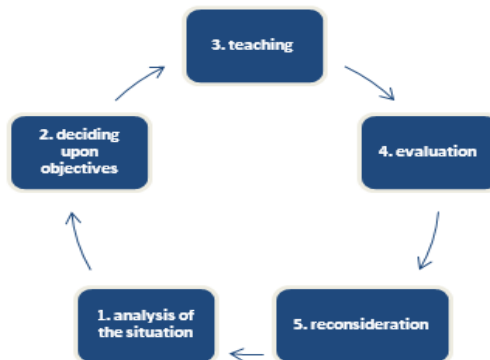 3. teaching
2. deciding
upon
objectives
4. evaluation
1. analysis of
the situation
5. reconsideration